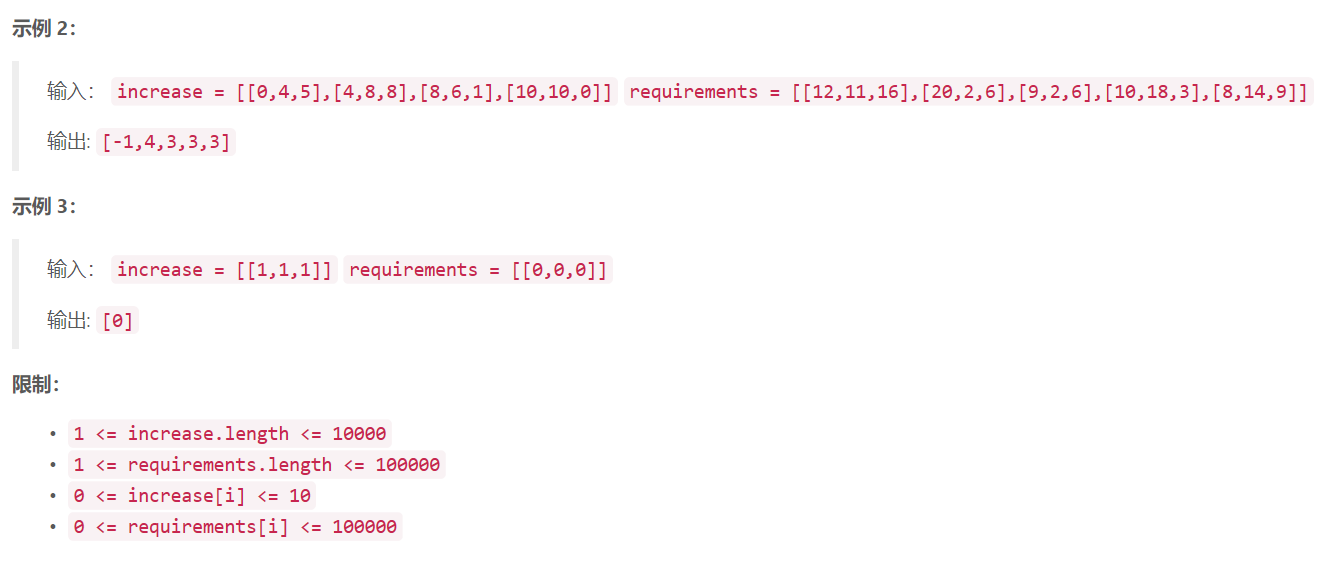 示例 2：
输入： increase = [[0,4,5],[4,8,8],[8,6,1],[10,10,0]] requirements = [[12,11,16],[20,2,6],[9,2,6],[10,18,3],[8,14,9]]
输出: [-1,4,3,3,3]
示例 3：
输入： increase = [[1,1,1]] requirements = [[0,0,0]]
输出: [0]
限制：
• 1 <= increase.length <= 10000
• 1 <= requirements.length <= 100000
• 0 <= increase[i] <= 10
• 0 <= requirements[i] <= 100000